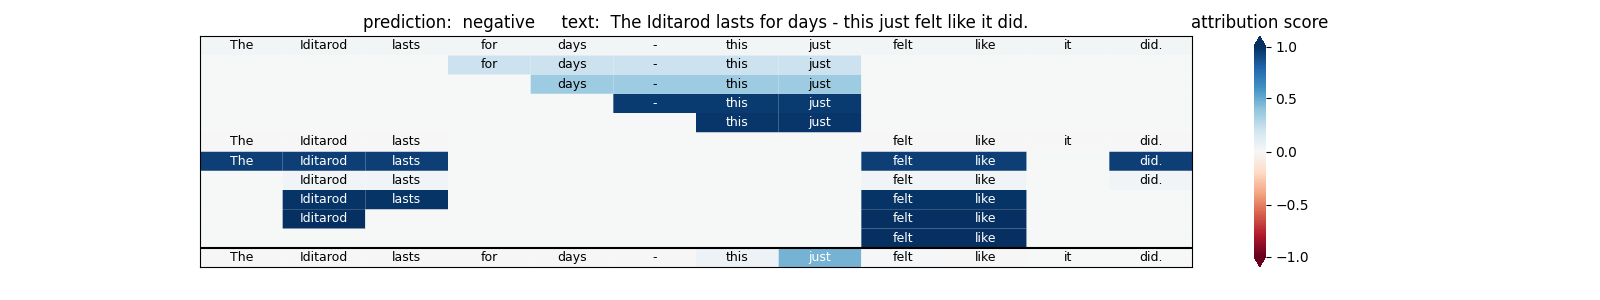 prediction:  negative     text:  The Iditarod lasts for days - this just felt like it did.
attribution score
The Iditarod lasts for days - this just felt like it did.
for days - this just
days - this just
- this just
this just
The Iditarod lasts felt like it did.
The Iditarod lasts felt like did.
Iditarod lasts felt like did.
Iditarod lasts felt like
Iditarod felt like
felt like
The Iditarod lasts for days - this just felt like it did.
1.0
0.5
0.0
−0.5
−1.0